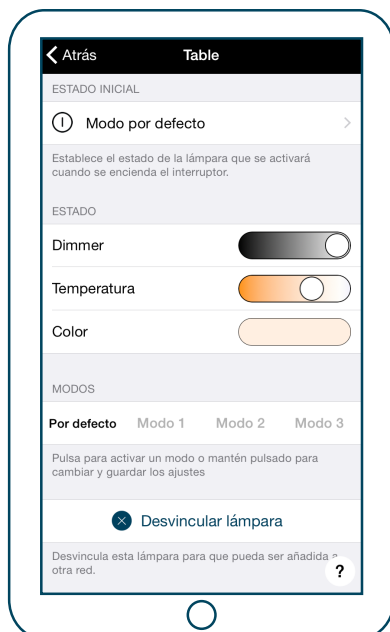 Atrás Table
ESTADO INICIAL
Modo por defecto
Establece el estado de la lámpara que se activará
cuando se encienda el interruptor.
ESTADO
Dimmer
Temperatura
Color
MODOS
Por defecto Modo 1 Modo 2 Modo 3
Pulsa para activar un modo o mantén pulsado para
cambiar y guardar los ajustes
Desvincular lámpara
Desvincula esta lámpara para que pueda ser añadida a
otra red.
?